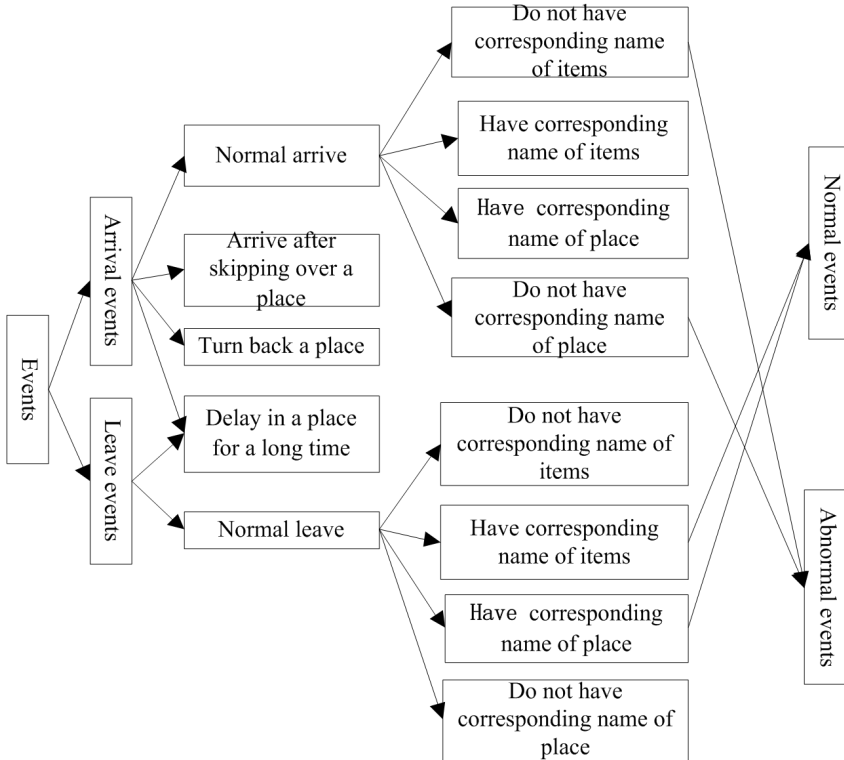 Events
Arrival events
Leave events
Normal arrive
Arrive after
skipping over a
place
Turn back a place
Delay in a place
for a long time
Normal leave
Do not have
corresponding name
of items
Have corresponding
name of items
Have corresponding
name of place
Do not have
corresponding name
of place
Do not have
corresponding name of
items
Have corresponding
name of items
Have corresponding
name of place
Do not have
corresponding name of
place
Normal events
Abnormal events